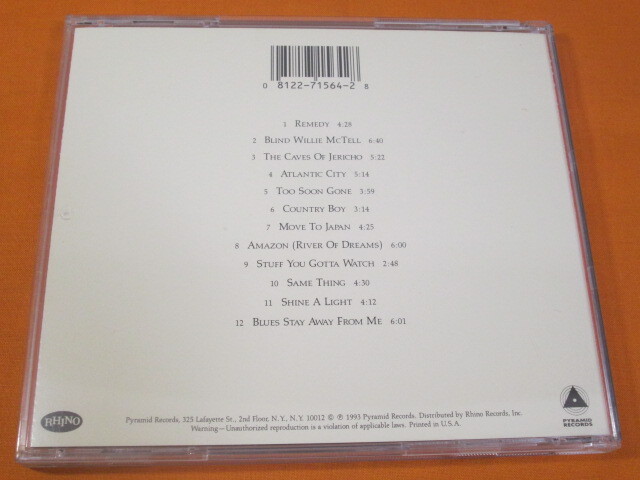 0 8122-71564-2 8
1 REMEDY 4:28
2 BLIND WILLIE MCTELL 6:40
3 THE CAVES OF JERICHO 5:22
4 ATLANTIC CITY 5:14
5 TOO SOON GONE 3:59
6 COUNTRY BOY 3:14
7 MOVE TO JAPAN 4:25
8 AMAZON (RIVER OF DREAMS) 6:00
9 STUFF YOU GOTTA WATCH 2:48
10 SAME THING 4:30
11 SHINE A LIGHT 4:12
12 BLUES STAY AWAY FROM ME 6:01
RHINO
Pyramid Records, 325 Lafayette St., 2nd Floor, N.Y., N.Y. 10012 © ℗ 1993 Pyramid Records. Distributed by Rhino Records, Inc.
Warning—Unauthorized reproduction is a violation of applicable laws. Printed in U.S.A.
PYRAMID
RECORDS